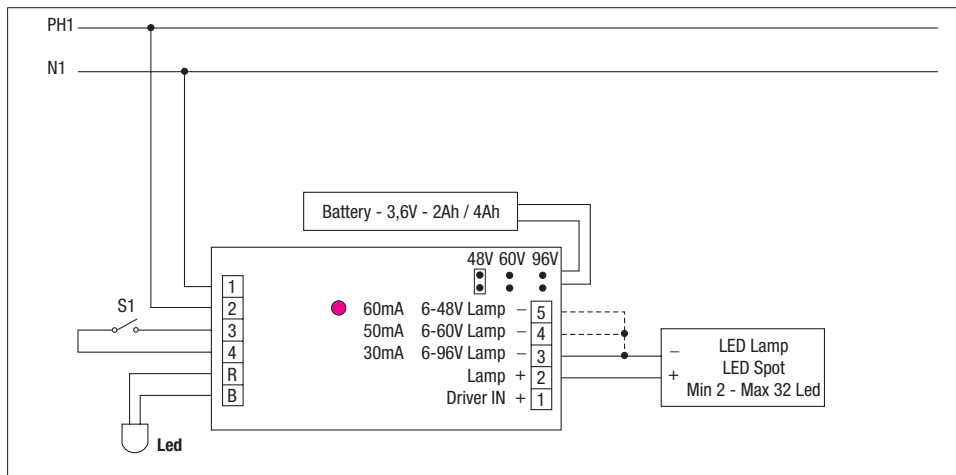 PH1
N1
Battery - 3,6V - 2Ah / 4Ah
48V 60V 96V
S1
1
2
3
4
R
B
60mA 6-48V Lamp − 5
50mA 6-60V Lamp − 4
30mA 6-96V Lamp − 3
Lamp + 2
Driver IN + 1
− LED Lamp
LED Spot
+ Min 2 - Max 32 Led
Led